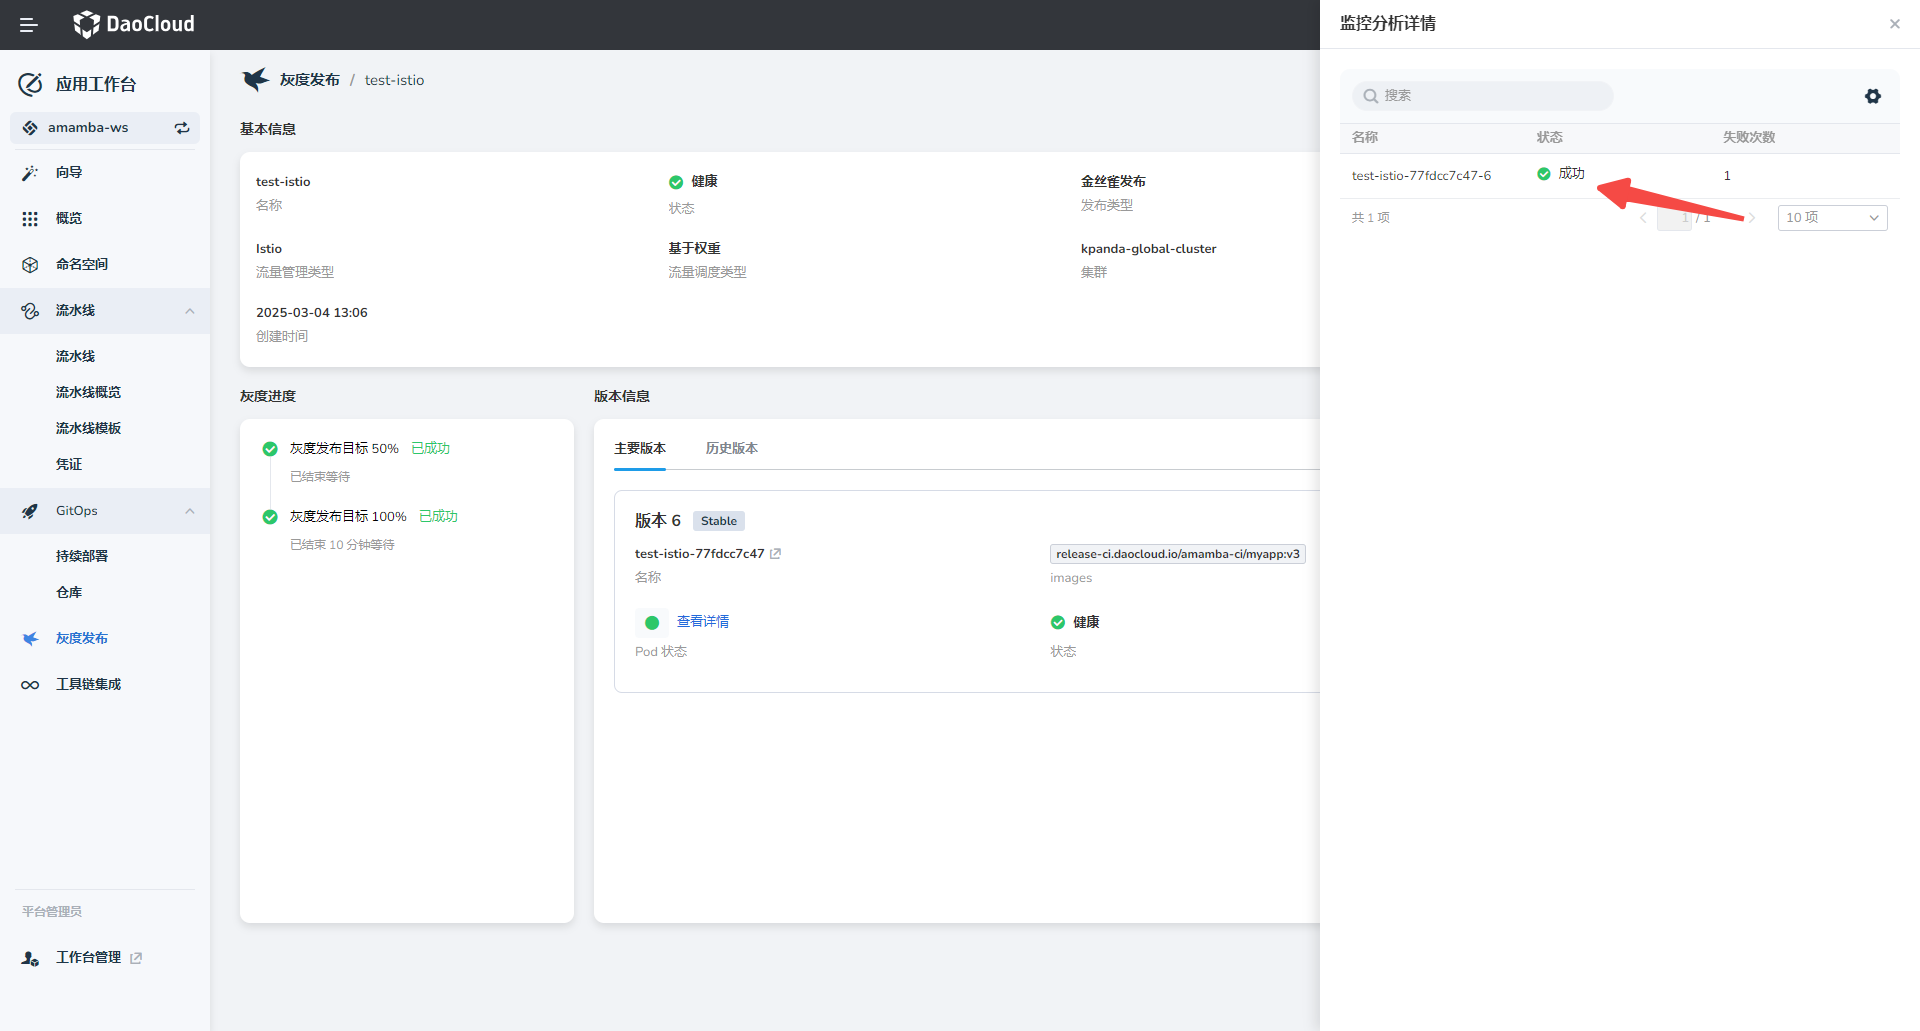 DaoCloud
应用工作台
amamba-ws
向导
概览
命名空间
流水线
流水线
流水线概览
流水线模板
凭证
GitOps
持续部署
仓库
灰度发布
工具链集成
平台管理员
工作台管理
灰度发布 / test-istio
基本信息
test-istio
名称
健康
状态
金丝雀发布
发布类型
Istio
流量管理类型
基于权重
流量调度类型
kpanda-global-cluster
集群
2025-03-04 13:06
创建时间
灰度进度
灰度发布目标 50% 已成功
已结束等待
灰度发布目标 100% 已成功
已结束 10 分钟等待
版本信息
主要版本 历史版本
版本 6 Stable
test-istio-77fdcc7c47
名称
release-ci.daocloud.io/amamba-ci/myapp:v3
images
查看详情
Pod 状态
健康
状态
监控分析详情
搜索
名称 状态 失败次数
test-istio-77fdcc7c47-6 成功 1
共 1 项 1 / 1 10 项